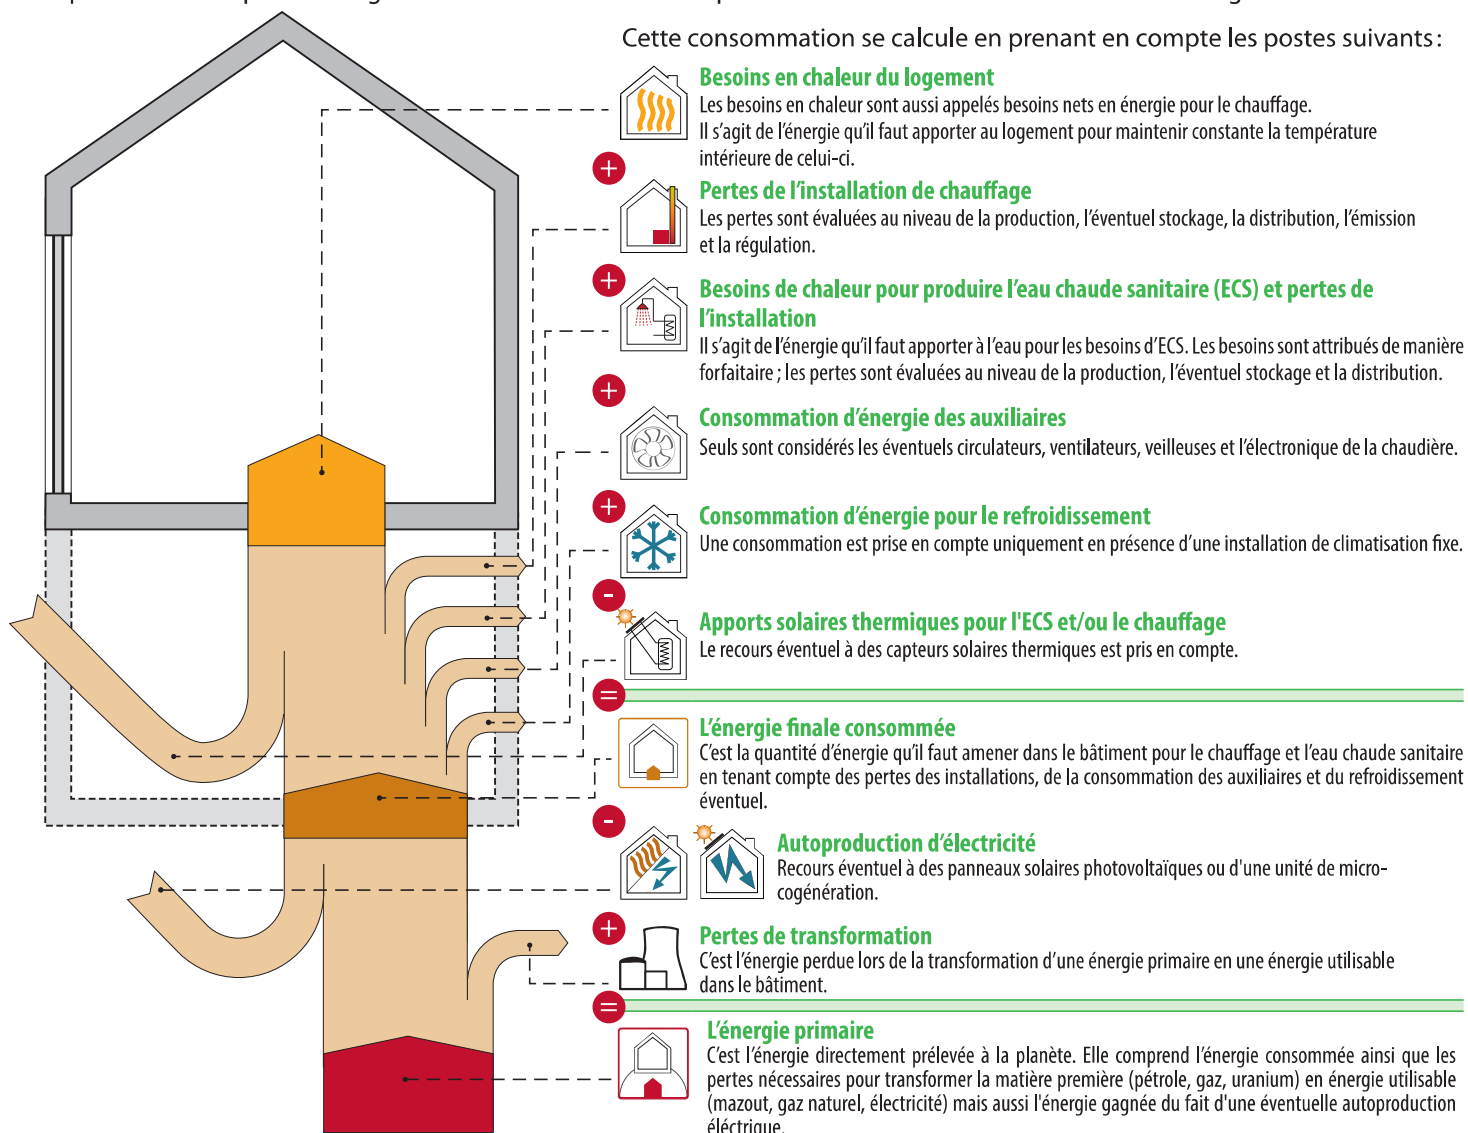 Cette consommation se calcule en prenant en compte les postes suivants :
Besoins en chaleur du logement
Les besoins en chaleur sont aussi appelés besoins nets en énergie pour le chauffage.
Il s'agit de l'énergie qu'il faut apporter au logement pour maintenir constante la température
intérieure de celui-ci.
+
Pertes de l'installation de chauffage
Les pertes sont évaluées au niveau de la production, l'éventuel stockage, la distribution, l'émission
et la régulation.
+
Besoins de chaleur pour produire l'eau chaude sanitaire (ECS) et pertes de
l'installation
Il s'agit de l'énergie qu'il faut apporter à l'eau pour les besoins d'ECS. Les besoins sont attribués de manière
forfaitaire ; les pertes sont évaluées au niveau de la production, l'éventuel stockage et la distribution.
+
Consommation d'énergie des auxiliaires
Seuls sont considérés les éventuels circulateurs, ventilateurs, veilleuses et l'électronique de la chaudière.
+
Consommation d'énergie pour le refroidissement
Une consommation est prise en compte uniquement en présence d'une installation de climatisation fixe.
-
Apports solaires thermiques pour l'ECS et/ou le chauffage
Le recours éventuel à des capteurs solaires thermiques est pris en compte.
=
L'énergie finale consommée
C'est la quantité d'énergie qu'il faut amener dans le bâtiment pour le chauffage et l'eau chaude sanitaire
en tenant compte des pertes des installations, de la consommation des auxiliaires et du refroidissement
éventuel.
-
Autoproduction d'électricité
Recours éventuel à des panneaux solaires photovoltaïques ou d'une unité de micro-
cogénération.
+
Pertes de transformation
C'est l'énergie perdue lors de la transformation d'une énergie primaire en une énergie utilisable
dans le bâtiment.
=
L'énergie primaire
C'est l'énergie directement prélevée à la planète. Elle comprend l'énergie consommée ainsi que les
pertes nécessaires pour transformer la matière première (pétrole, gaz, uranium) en énergie utilisable
(mazout, gaz naturel, électricité) mais aussi l'énergie gagnée du fait d'une éventuelle autoproduction
éléctrique.